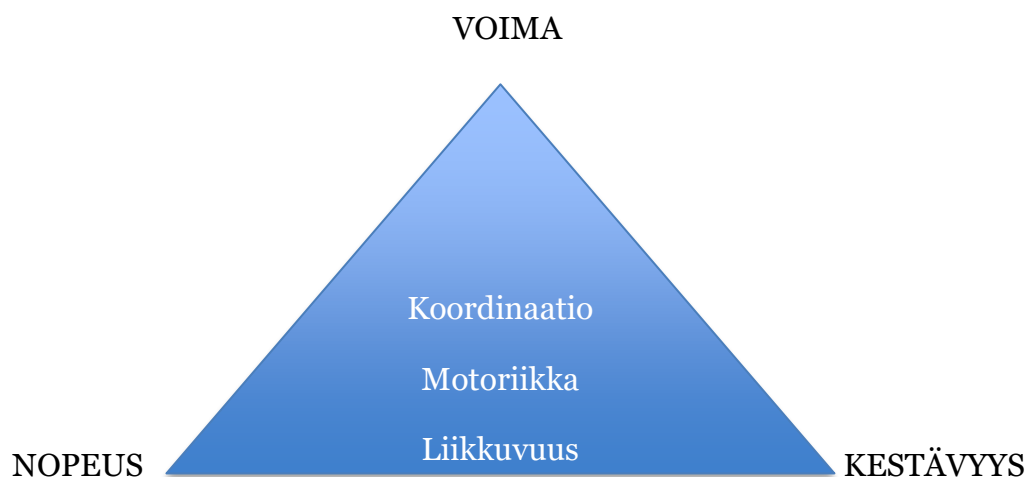 VOIMA
Koordinaatio
Motoriikka
Liikkuvuus
NOPEUS
KESTÄVYYS